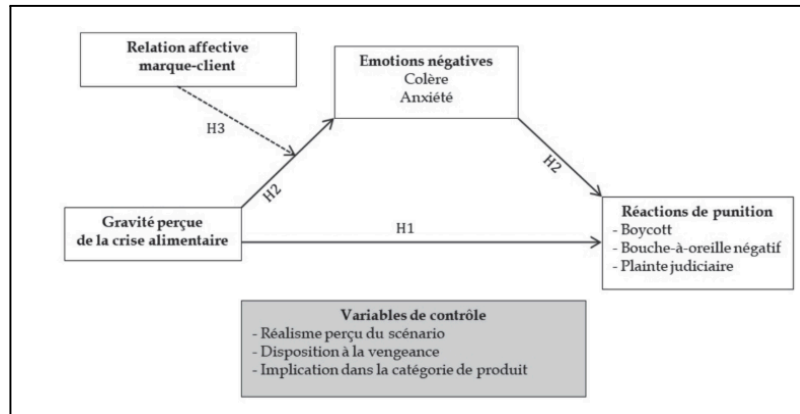 Relation affective
marque-client
Emotions négatives
Colère
Anxiété
H3
H2
H2
Gravité perçue
de la crise alimentaire
H1
Réactions de punition
- Boycott
- Bouche-à-oreille négatif
- Plainte judiciaire
Variables de contrôle
- Réalisme perçu du scénario
- Disposition à la vengeance
- Implication dans la catégorie de produit